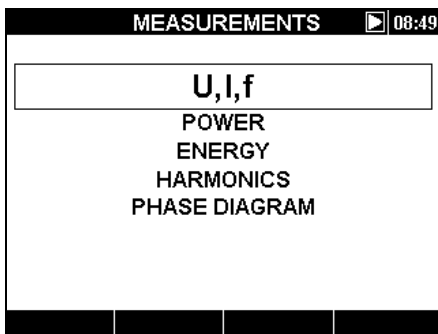 MEASUREMENTS 08:49
U,I,f
POWER
ENERGY
HARMONICS
PHASE DIAGRAM